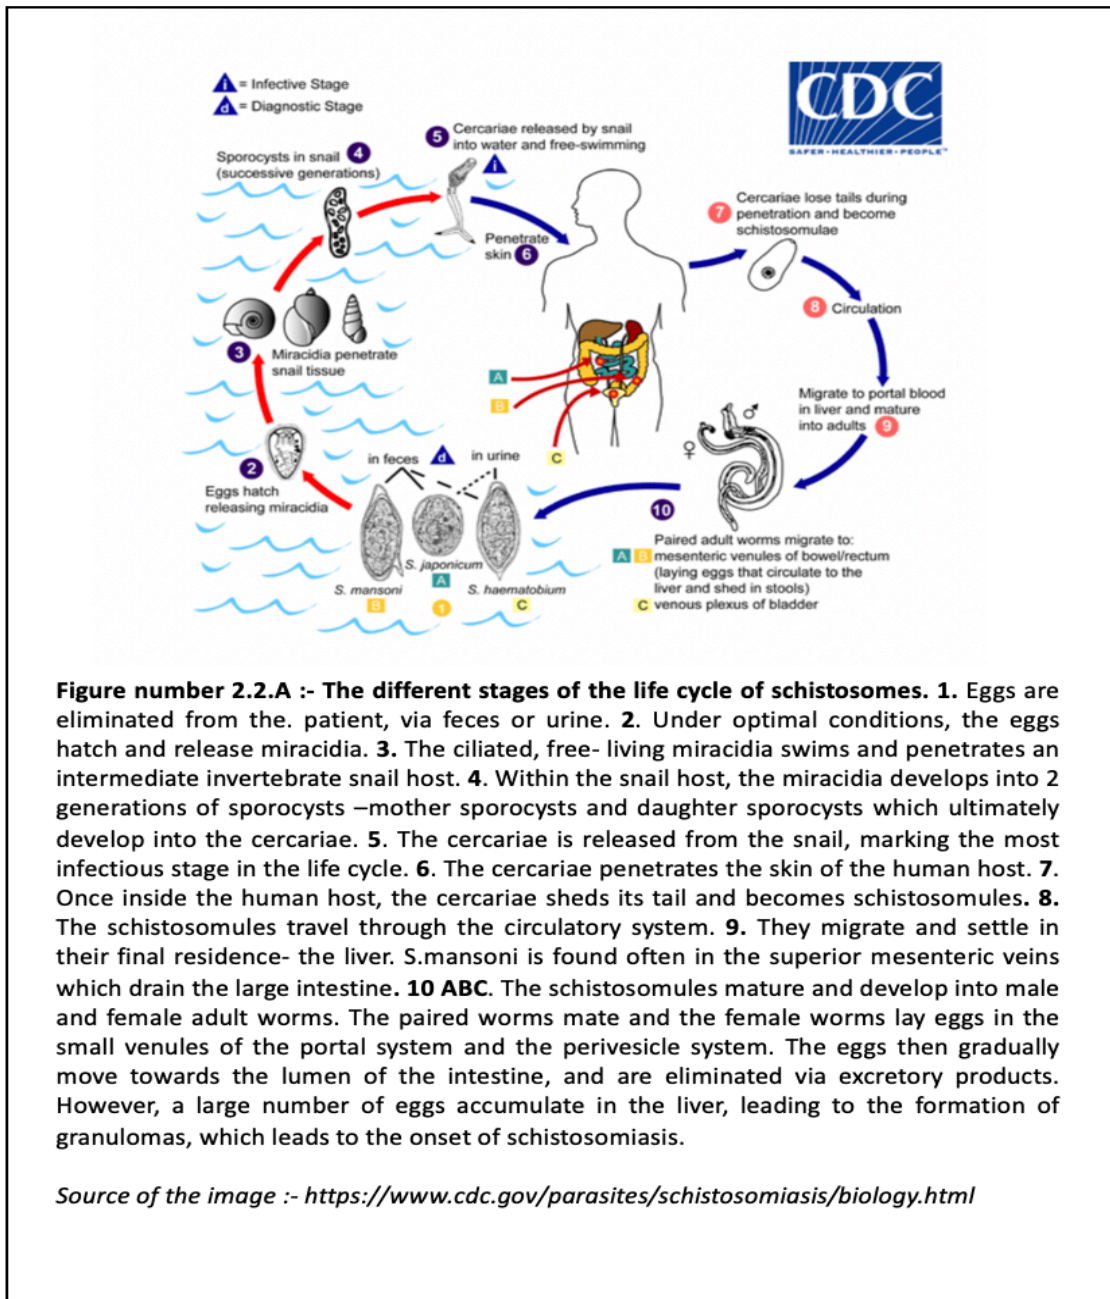 i = Infective Stage
d = Diagnostic Stage
CDC
SAFER·HEALTHIER·PEOPLE™
5 Cercariae released by snail
into water and free-swimming
i
Sporocysts in snail 4
(successive generations)
Penetrate
skin 6
7 Cercariae lose tails during
penetration and become
schistosomulae
8 Circulation
3 Miracidia penetrate
snail tissue
A
B
C
Migrate to portal blood
in liver and mature
into adults 9
♂
♀
2
Eggs hatch
releasing miracidia
in feces d in urine
10
Paired adult worms migrate to:
A B mesenteric venules of bowel/rectum
(laying eggs that circulate to the
liver and shed in stools)
C venous plexus of bladder
S. japonicum
A
S. mansoni
B
1
S. haematobium
C
Figure number 2.2.A :- The different stages of the life cycle of schistosomes. 1. Eggs are
eliminated from the. patient, via feces or urine. 2. Under optimal conditions, the eggs
hatch and release miracidia. 3. The ciliated, free- living miracidia swims and penetrates an
intermediate invertebrate snail host. 4. Within the snail host, the miracidia develops into 2
generations of sporocysts –mother sporocysts and daughter sporocysts which ultimately
develop into the cercariae. 5. The cercariae is released from the snail, marking the most
infectious stage in the life cycle. 6. The cercariae penetrates the skin of the human host. 7.
Once inside the human host, the cercariae sheds its tail and becomes schistosomules. 8.
The schistosomules travel through the circulatory system. 9. They migrate and settle in
their final residence- the liver. S.mansoni is found often in the superior mesenteric veins
which drain the large intestine. 10 ABC. The schistosomules mature and develop into male
and female adult worms. The paired worms mate and the female worms lay eggs in the
small venules of the portal system and the perivesicle system. The eggs then gradually
move towards the lumen of the intestine, and are eliminated via excretory products.
However, a large number of eggs accumulate in the liver, leading to the formation of
granulomas, which leads to the onset of schistosomiasis.
Source of the image :- https://www.cdc.gov/parasites/schistosomiasis/biology.html